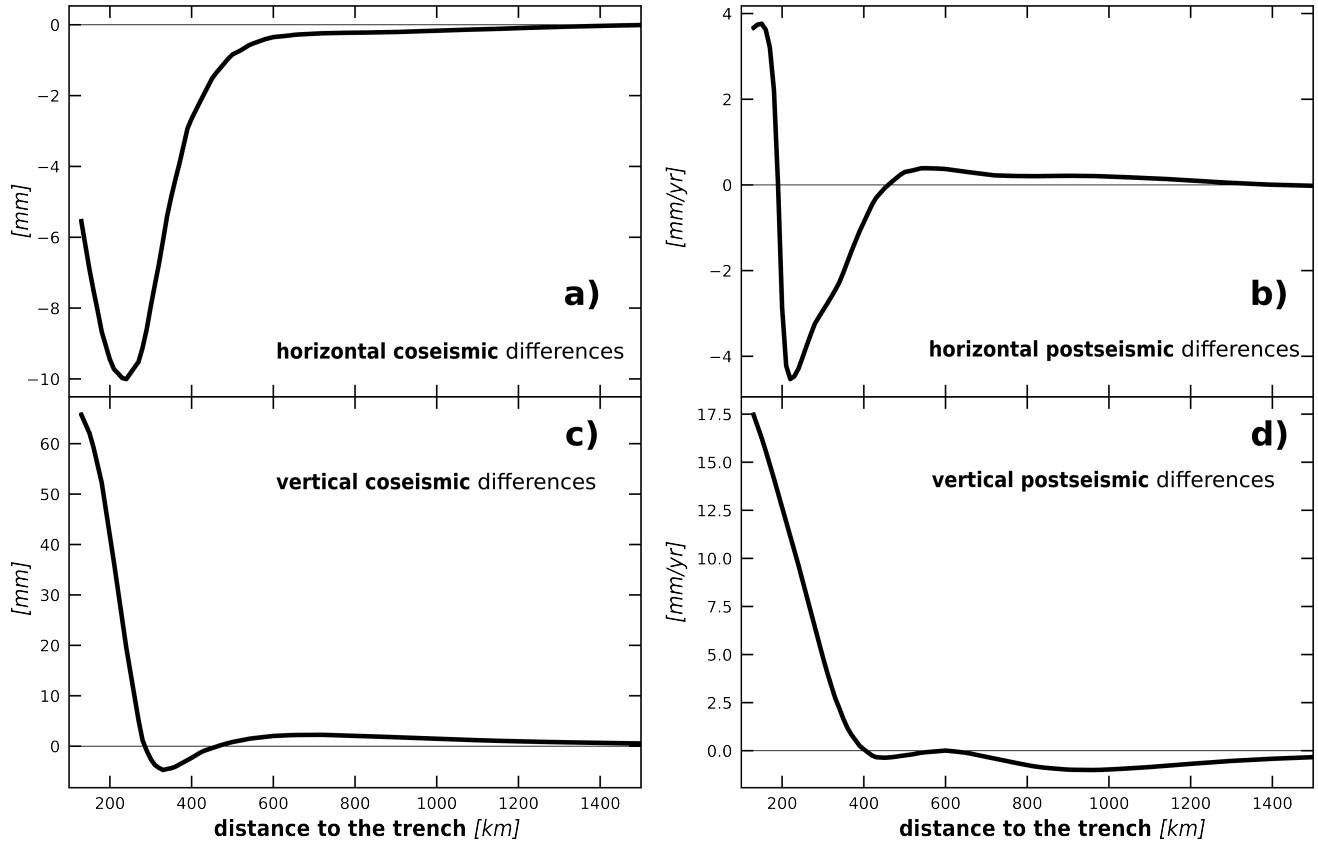 0
−2
−4
−6
−8
−10
[mm]
a)
horizontal coseismic differences
4
2
0
−2
−4
[mm/yr]
b)
horizontal postseismic differences
60
50
40
30
20
10
0
[mm]
c)
vertical coseismic differences
200 400 600 800 1000 1200 1400
distance to the trench [km]
17.5
15.0
12.5
10.0
7.5
5.0
2.5
0.0
[mm/yr]
d)
vertical postseismic differences
200 400 600 800 1000 1200 1400
distance to the trench [km]